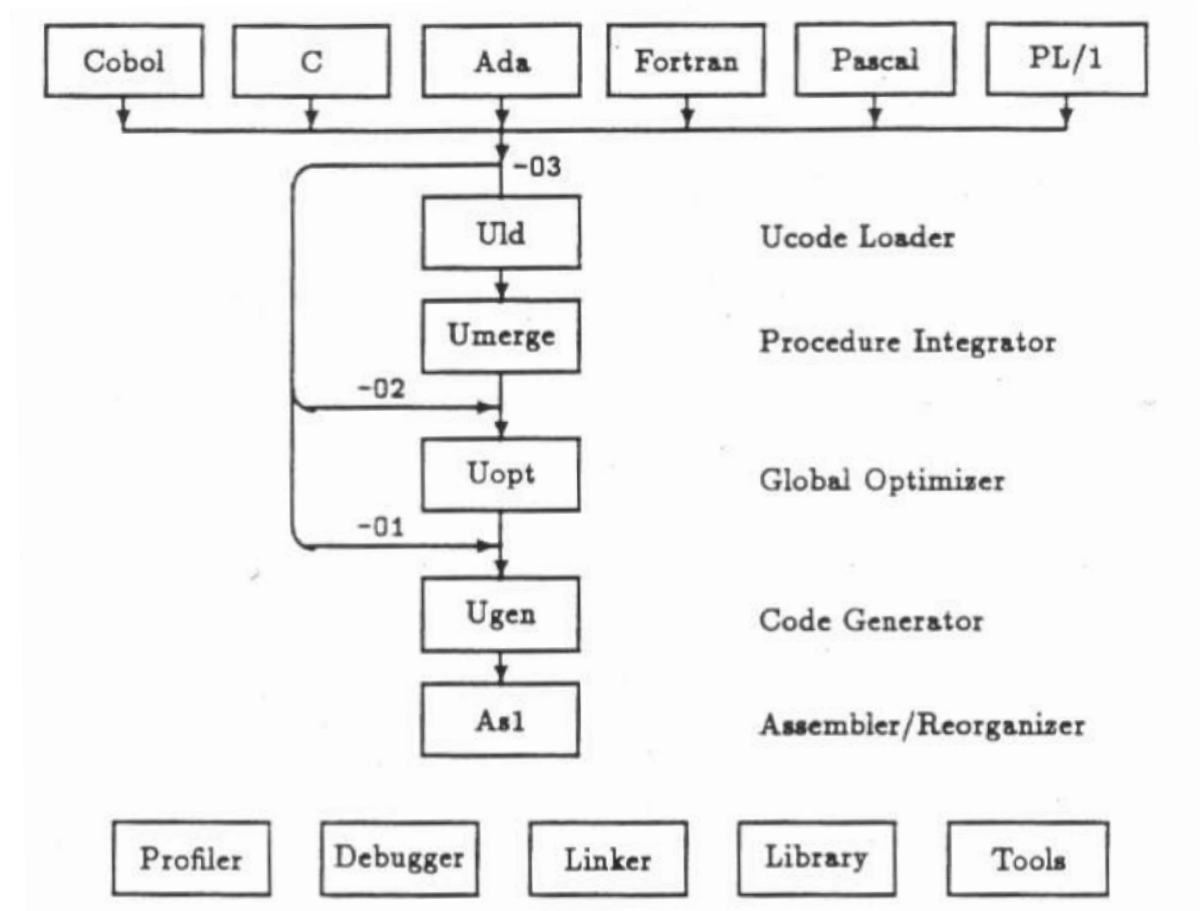 Cobol C Ada Fortran Pascal PL/1
-O3
Uld Ucode Loader
Umerge Procedure Integrator
-O2
Uopt Global Optimizer
-O1
Ugen Code Generator
As1 Assembler/Reorganizer
Profiler Debugger Linker Library Tools